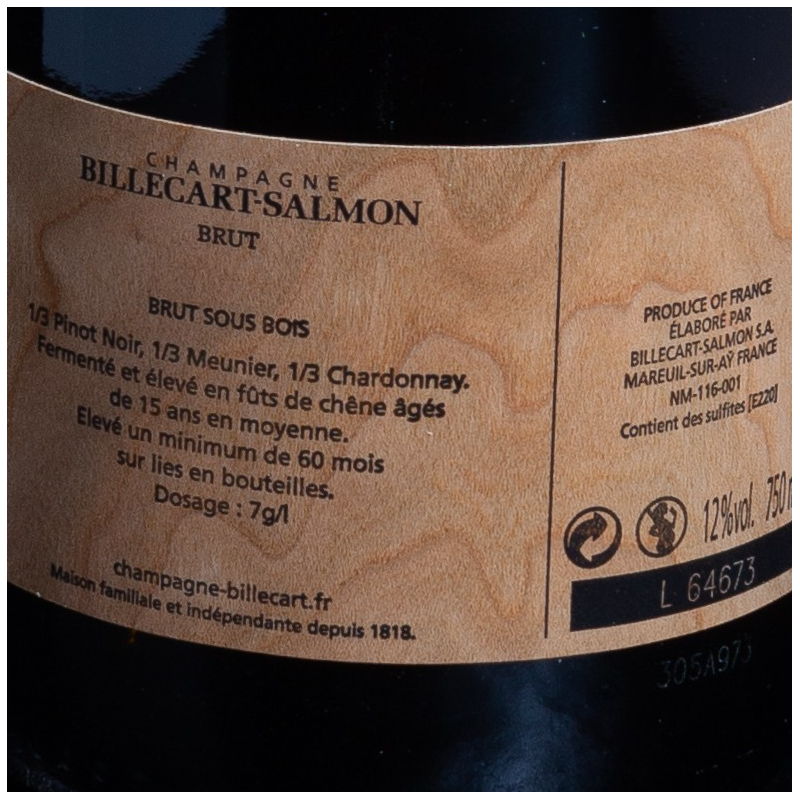 CHAMPAGNE
BILLECART-SALMON
BRUT
BRUT SOUS BOIS
1/3 Pinot Noir, 1/3 Meunier, 1/3 Chardonnay.
Fermenté et élevé en fûts de chêne âgés
de 15 ans en moyenne.
Elevé un minimum de 60 mois
sur lies en bouteilles.
Dosage : 7g/l
champagne-billecart.fr
Maison familiale et indépendante depuis 1818.
PRODUCE OF FRANCE
ÉLABORÉ PAR
BILLECART-SALMON S.A.
MAREUIL-SUR-AŸ FRANCE
NM-116-001
Contient des sulfites [E220]
12%vol. 750 m
L 64673
305A973